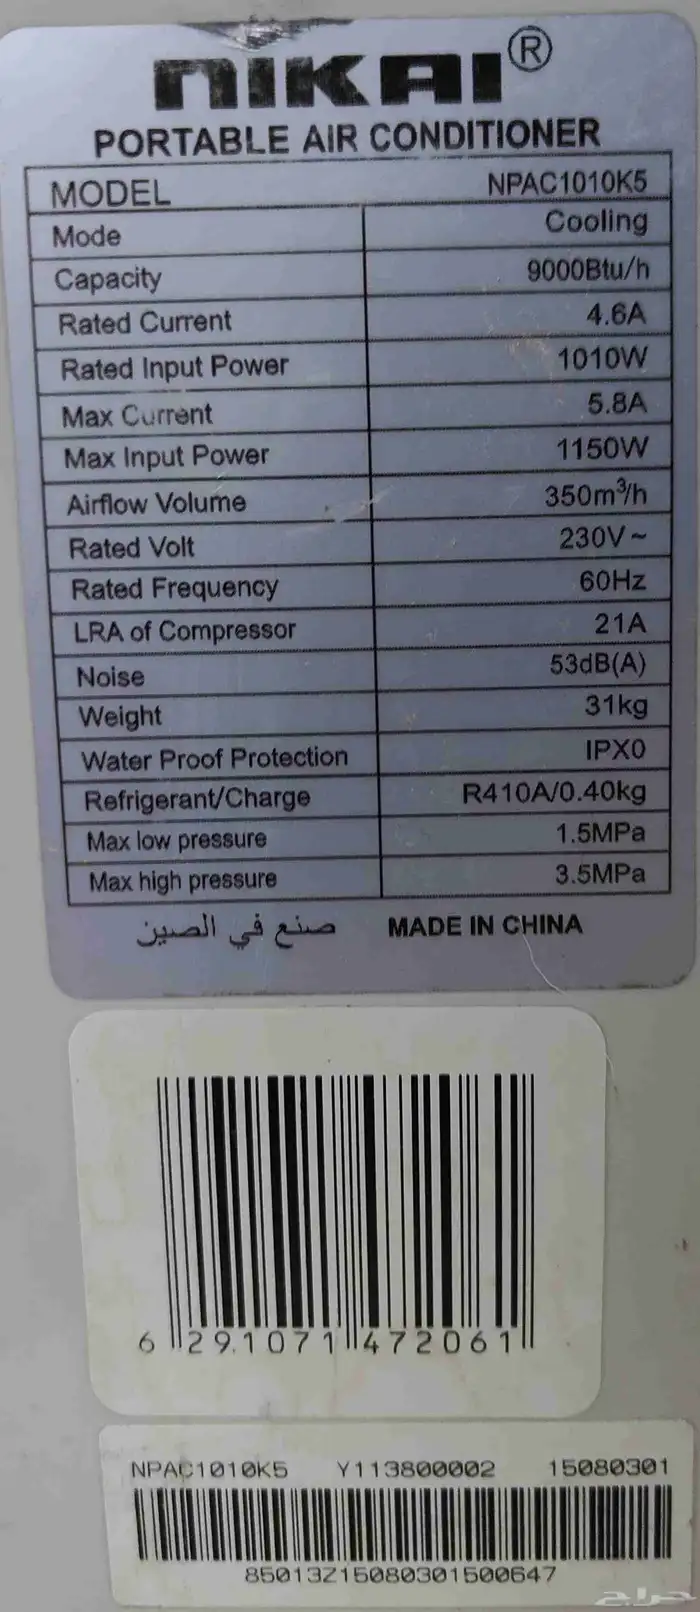 NIKAI®
PORTABLE AIR CONDITIONER
MODEL NPAC1010K5
Mode Cooling
Capacity 9000Btu/h
Rated Current 4.6A
Rated Input Power 1010W
Max Current 5.8A
Max Input Power 1150W
Airflow Volume 350m³/h
Rated Volt 230V~
Rated Frequency 60Hz
LRA of Compressor 21A
Noise 53dB(A)
Weight 31kg
Water Proof Protection IPX0
Refrigerant/Charge R410A/0.40kg
Max low pressure 1.5MPa
Max high pressure 3.5MPa
صنع في الصين MADE IN CHINA
6 291071 472061
NPAC1010K5 Y113800002 15080301
85013Z15080301500647
حراج